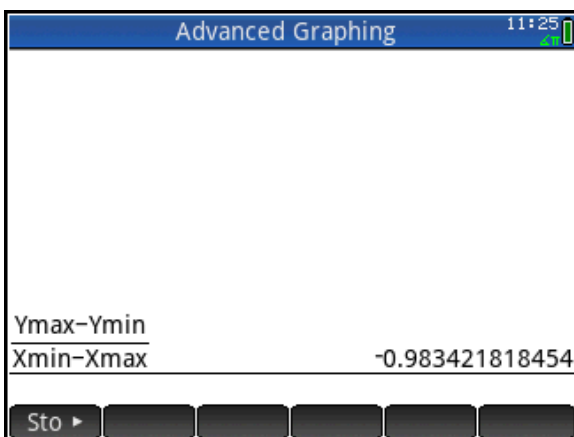 Advanced Graphing
11:25
∡π
Ymax-Ymin
Xmin-Xmax
-0.983421818454
Sto ▸